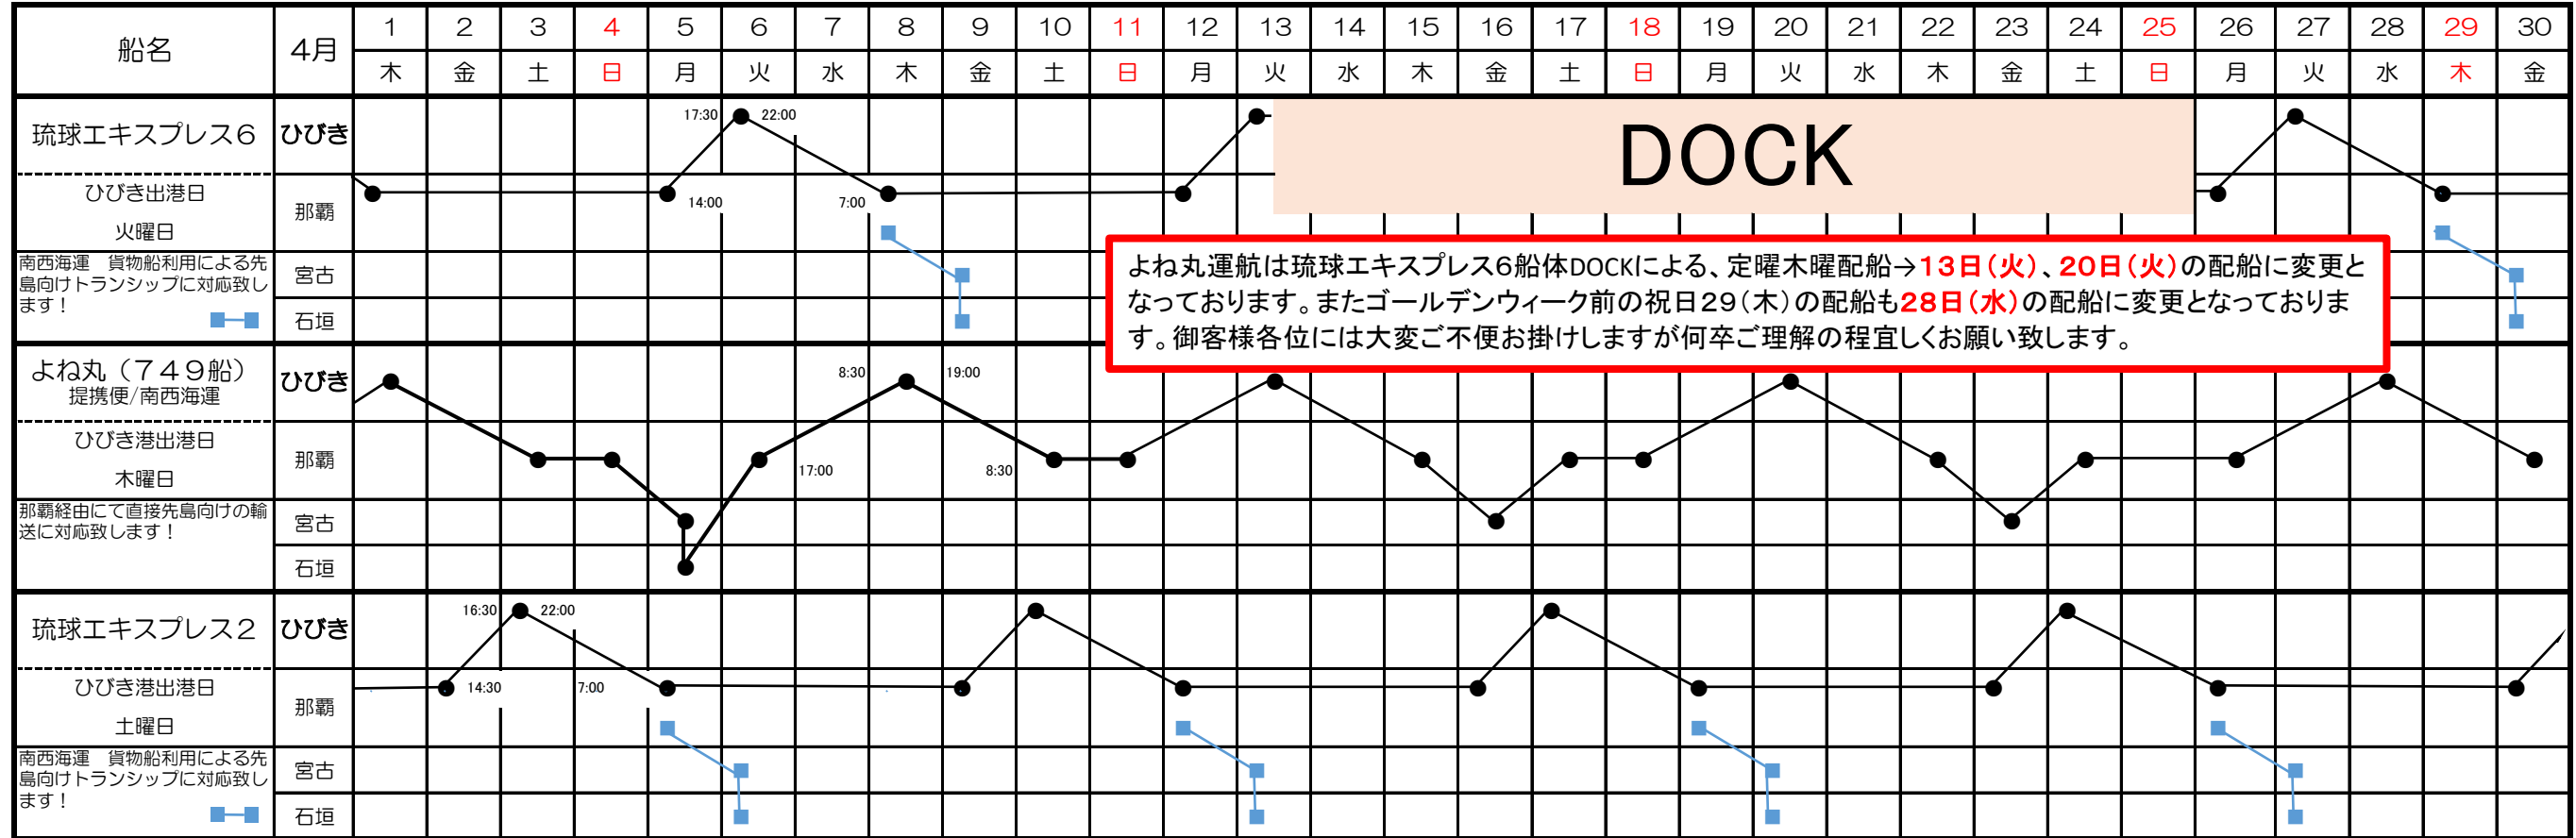 船名 4月 1 2 3 4 5 6 7 8 9 10 11 12 13 14 15 16 17 18 19 20 21 22 23 24 25 26 27 28 29 30
木 金 土 日 月 火 水 木 金 土 日 月 火 水 木 金 土 日 月 火 水 木 金 土 日 月 火 水 木 金
琉球エキスプレス6 ひびき 17:30 22:00
DOCK
ひびき出港日
火曜日
那覇 14:00 7:00
南西海運 貨物船利用による先
島向けトランシップに対応致し
ます!
宮古
石垣
よね丸運航は琉球エキスプレス6船体DOCKによる、定曜木曜配船→13日(火)、20日(火)の配船に変更と
なっております。またゴールデンウィーク前の祝日29(木)の配船も28日(水)の配船に変更となっておりま
す。御客様各位には大変ご不便お掛けしますが何卒ご理解の程宜しくお願い致します。
よね丸(749船)
提携便/南西海運
ひびき 8:30 19:00
ひびき港出港日
木曜日
那覇 17:00 8:30
那覇経由にて直接先島向けの輸
送に対応致します!
宮古
石垣
琉球エキスプレス2 ひびき 16:30 22:00
ひびき港出港日
土曜日
那覇 14:30 7:00
南西海運 貨物船利用による先
島向けトランシップに対応致し
ます!
宮古
石垣